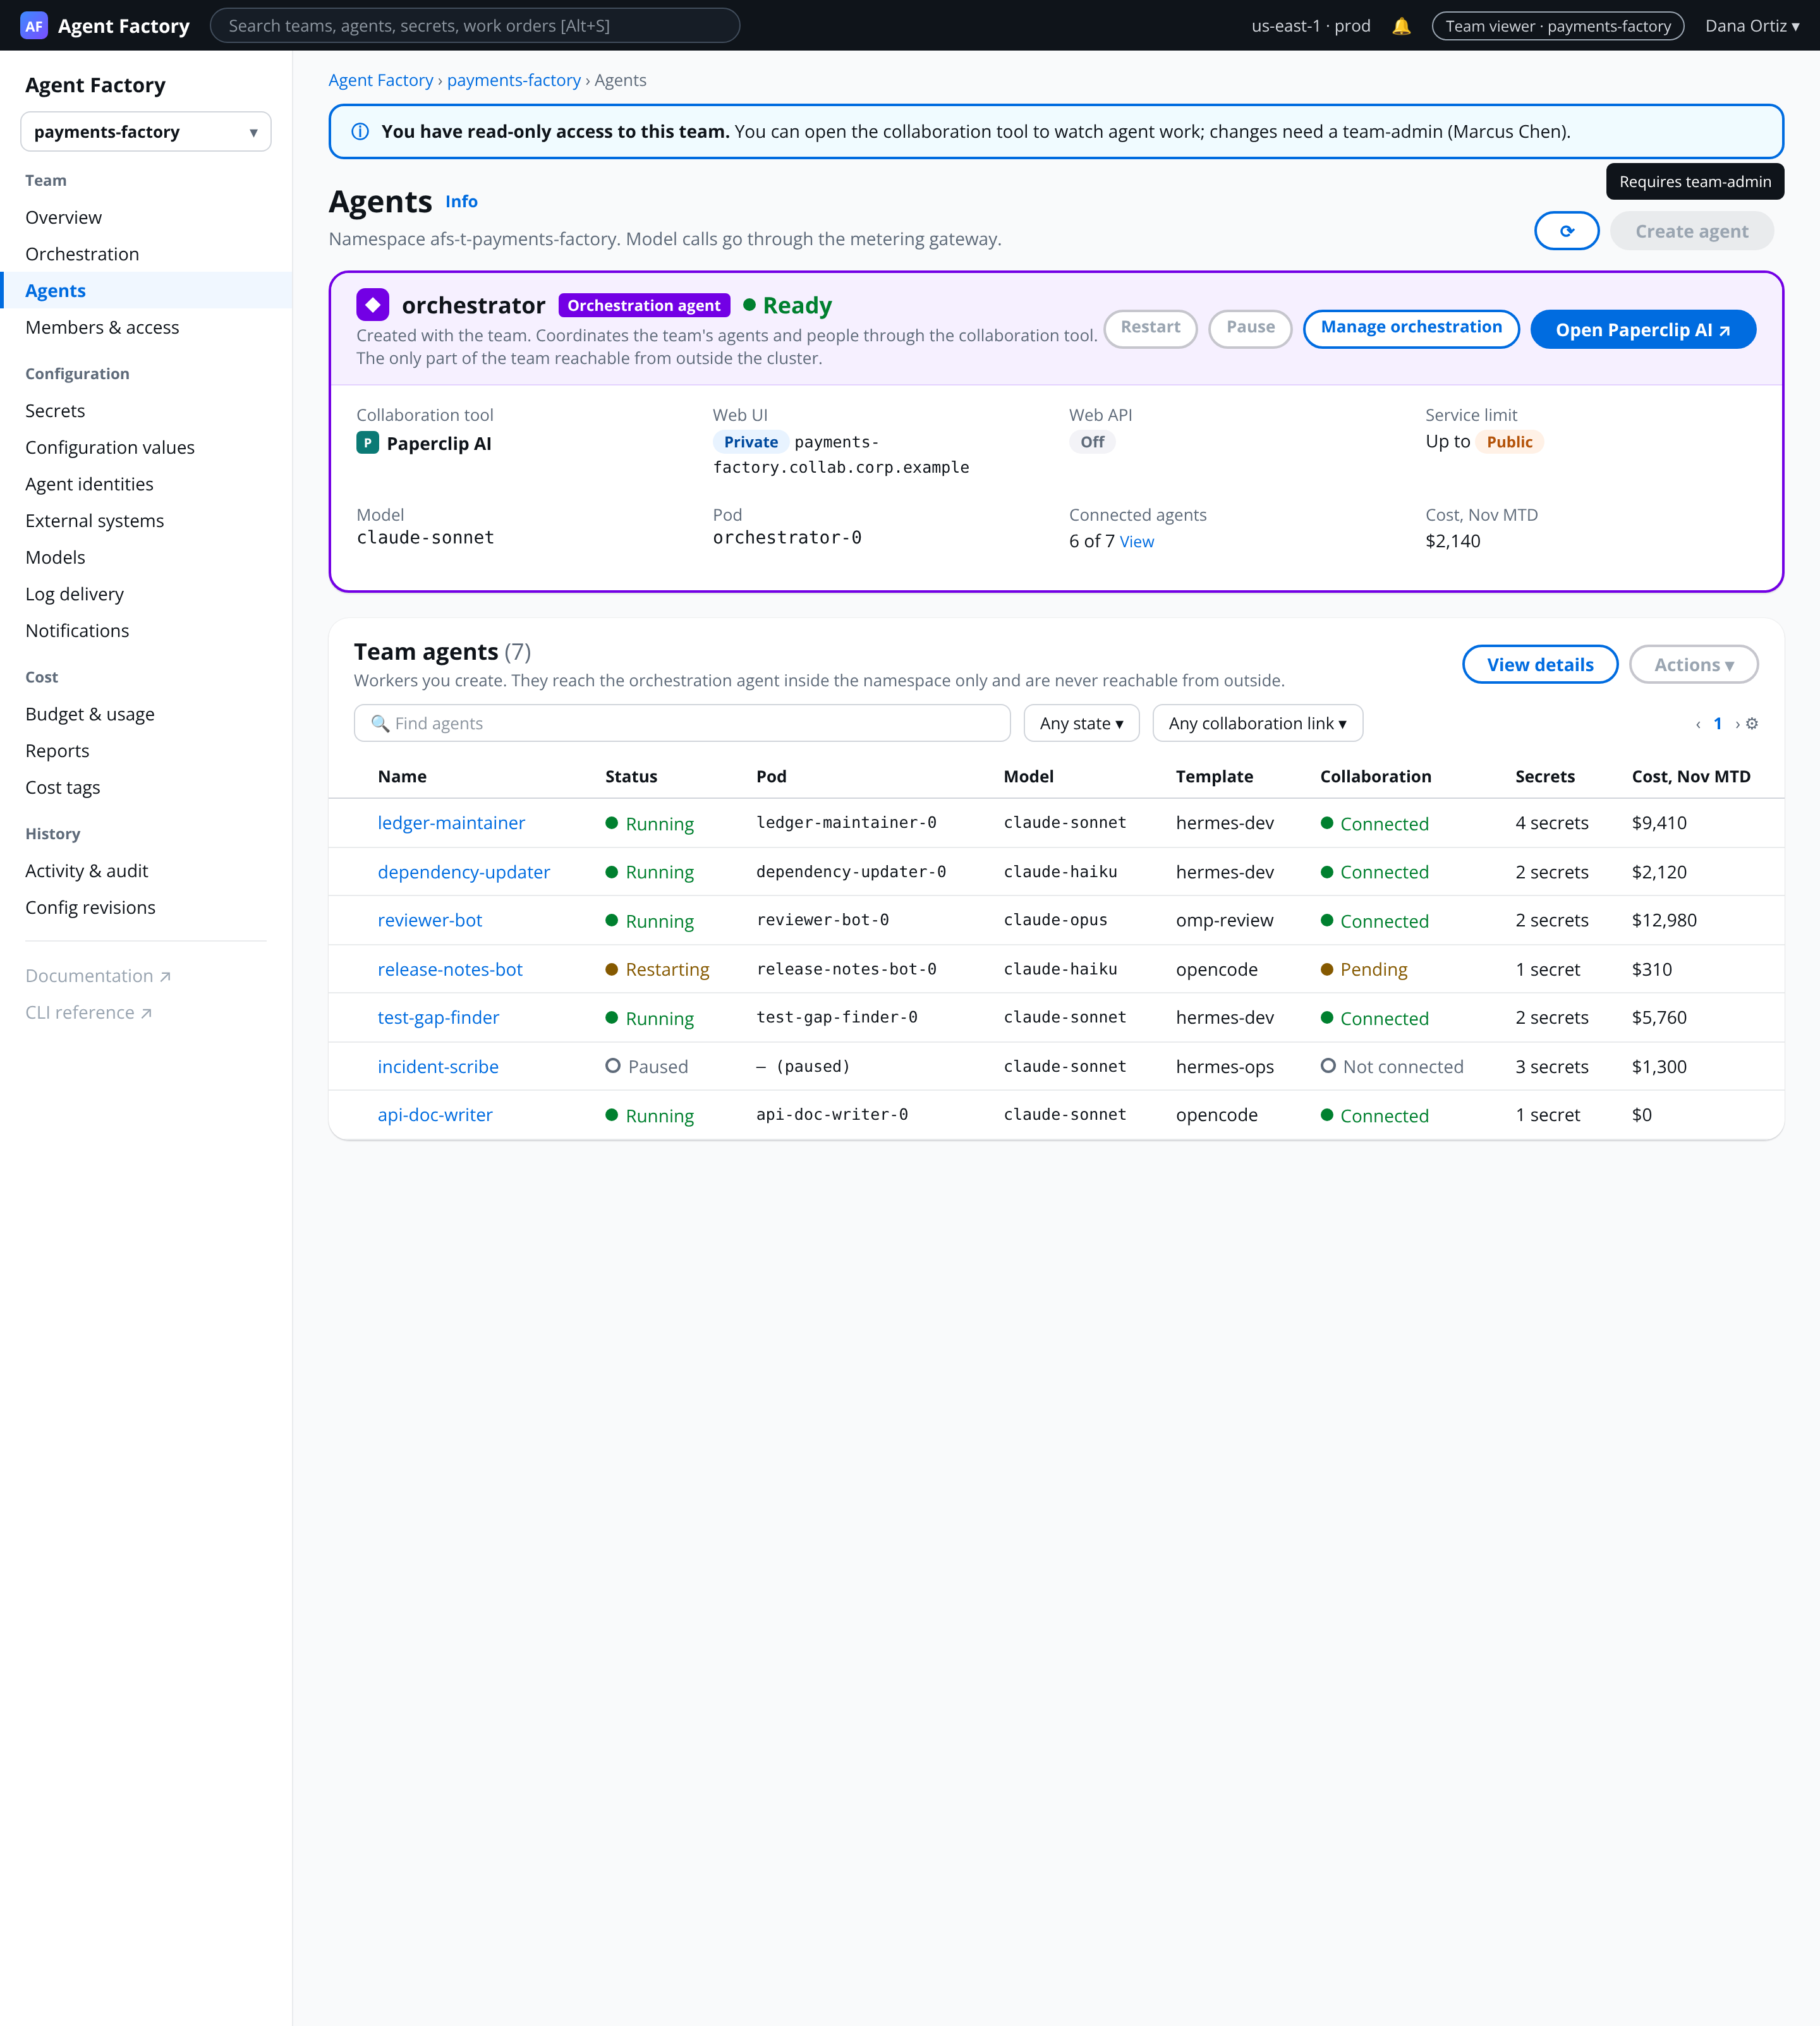 AF Agent Factory Search teams, agents, secrets, work orders [Alt+S] us-east-1 · prod Team viewer · payments-factory Dana Ortiz ▾
Agent Factory
payments-factory ▾
Team
Overview
Orchestration
Agents
Members & access
Configuration
Secrets
Configuration values
Agent identities
External systems
Models
Log delivery
Notifications
Cost
Budget & usage
Reports
Cost tags
History
Activity & audit
Config revisions
Documentation ↗
CLI reference ↗
Agent Factory › payments-factory › Agents
ⓘ You have read-only access to this team. You can open the collaboration tool to watch agent work; changes need a team-admin (Marcus Chen).
Requires team-admin
Agents Info
Namespace afs-t-payments-factory. Model calls go through the metering gateway.
⟳ Create agent
◆ orchestrator Orchestration agent Ready
Created with the team. Coordinates the team's agents and people through the collaboration tool.
The only part of the team reachable from outside the cluster.
Restart Pause Manage orchestration Open Paperclip AI ↗
Collaboration tool Web UI Web API Service limit
P Paperclip AI Private payments- Off Up to Public
factory.collab.corp.example
Model Pod Connected agents Cost, Nov MTD
claude-sonnet orchestrator-0 6 of 7 View $2,140
Team agents (7)
Workers you create. They reach the orchestration agent inside the namespace only and are never reachable from outside.
View details Actions ▾
🔍 Find agents Any state ▾ Any collaboration link ▾ ‹ 1 › ⚙
Name Status Pod Model Template Collaboration Secrets Cost, Nov MTD
ledger-maintainer Running ledger-maintainer-0 claude-sonnet hermes-dev Connected 4 secrets $9,410
dependency-updater Running dependency-updater-0 claude-haiku hermes-dev Connected 2 secrets $2,120
reviewer-bot Running reviewer-bot-0 claude-opus omp-review Connected 2 secrets $12,980
release-notes-bot Restarting release-notes-bot-0 claude-haiku opencode Pending 1 secret $310
test-gap-finder Running test-gap-finder-0 claude-sonnet hermes-dev Connected 2 secrets $5,760
incident-scribe Paused — (paused) claude-sonnet hermes-ops Not connected 3 secrets $1,300
api-doc-writer Running api-doc-writer-0 claude-sonnet opencode Connected 1 secret $0